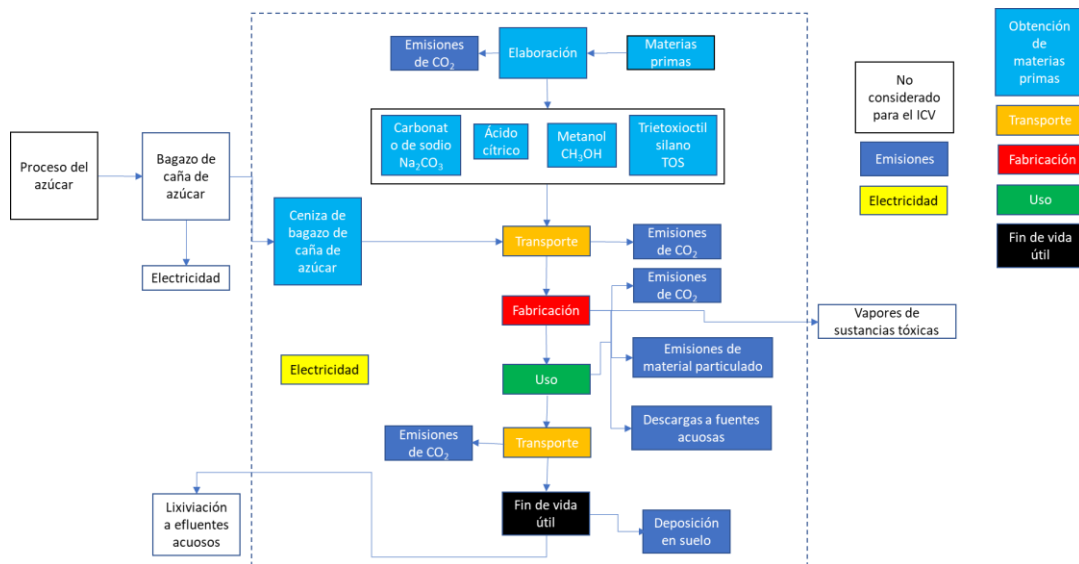 Emisiones
de CO₂
Elaboración
Materias
primas
Carbonat
o de sodio
Na₂CO₃
Ácido
cítrico
Metanol
CH₃OH
Trietoxioctil
silano
TOS
Proceso del
azúcar
Bagazo de
caña de
azúcar
Electricidad
Ceniza de
bagazo de
caña de
azúcar
Transporte
Emisiones
de CO₂
Emisiones
de CO₂
Fabricación
Vapores de
sustancias tóxicas
Emisiones de
material particulado
Electricidad
Uso
Descargas a fuentes
acuosas
Emisiones
de CO₂
Transporte
Lixiviación
a efluentes
acuosos
Fin de vida
útil
Deposición
en suelo
No
considerado
para el ICV
Emisiones
Electricidad
Obtención
de
materias
primas
Transporte
Fabricación
Uso
Fin de vida
útil